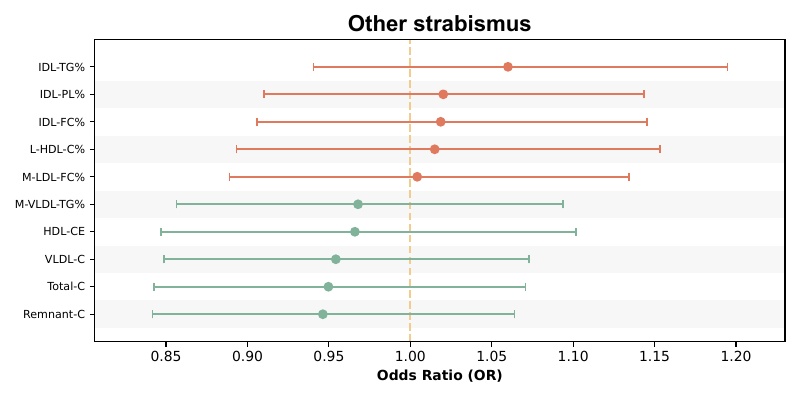 Other strabismus
IDL-TG%
IDL-PL%
IDL-FC%
L-HDL-C%
M-LDL-FC%
M-VLDL-TG%
HDL-CE
VLDL-C
Total-C
Remnant-C
0.85 0.90 0.95 1.00 1.05 1.10 1.15 1.20
Odds Ratio (OR)